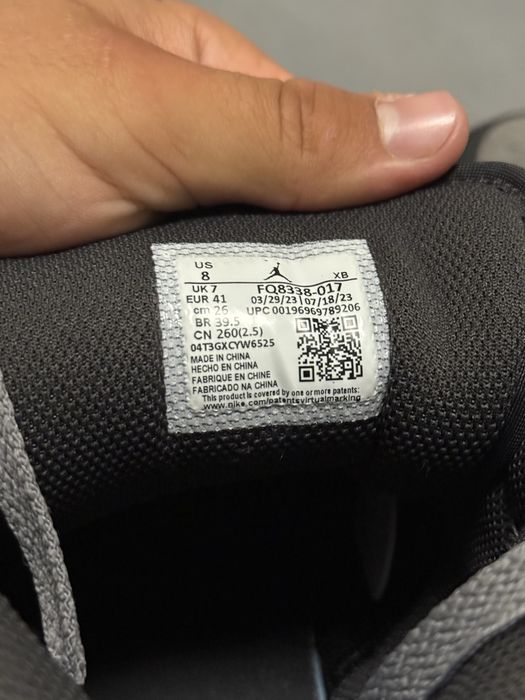 US
8
XB
UK 7
FQ8338-017
EUR 41
03/29/23 | 07/18/23
cm 26
UPC 00196969789206
BR 39.5
CN 260(2.5)
04T3GXCYW6525
MADE IN CHINA
HECHO EN CHINA
FABRIQUE EN CHINE
FABRICADO NA CHINA
This product is covered by one or more patents:
www.nike.com/patentsvirtualmarking